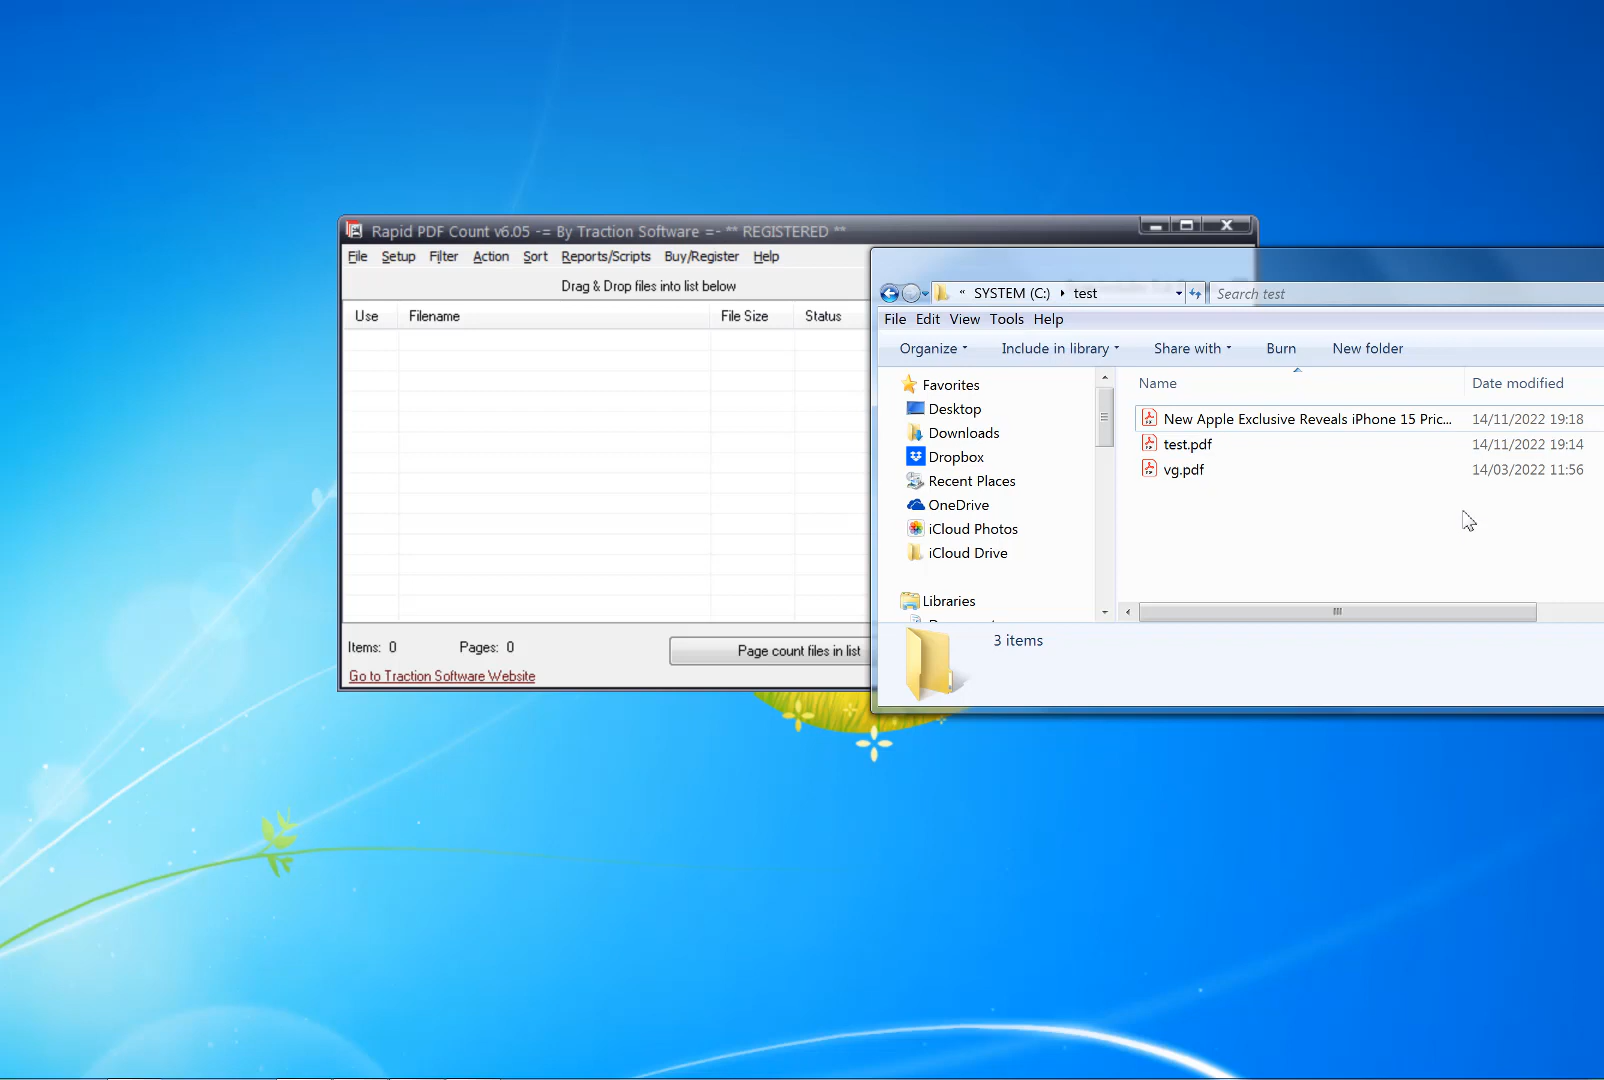 Rapid PDF Count v6.05 -= By Traction Software =- ** REGISTERED **
File Setup Filter Action Sort Reports/Scripts Buy/Register Help
Drag & Drop files into list below
Use Filename File Size Status
Items: 0 Pages: 0 Page count files in list
Go to Traction Software Website
« SYSTEM (C:) test Search test
File Edit View Tools Help
Organize Include in library Share with Burn New folder
Favorites
Desktop
Downloads
Dropbox
Recent Places
OneDrive
iCloud Photos
iCloud Drive
Libraries
Name Date modified
New Apple Exclusive Reveals iPhone 15 Pric... 14/11/2022 19:18
test.pdf 14/11/2022 19:14
vg.pdf 14/03/2022 11:56
3 items